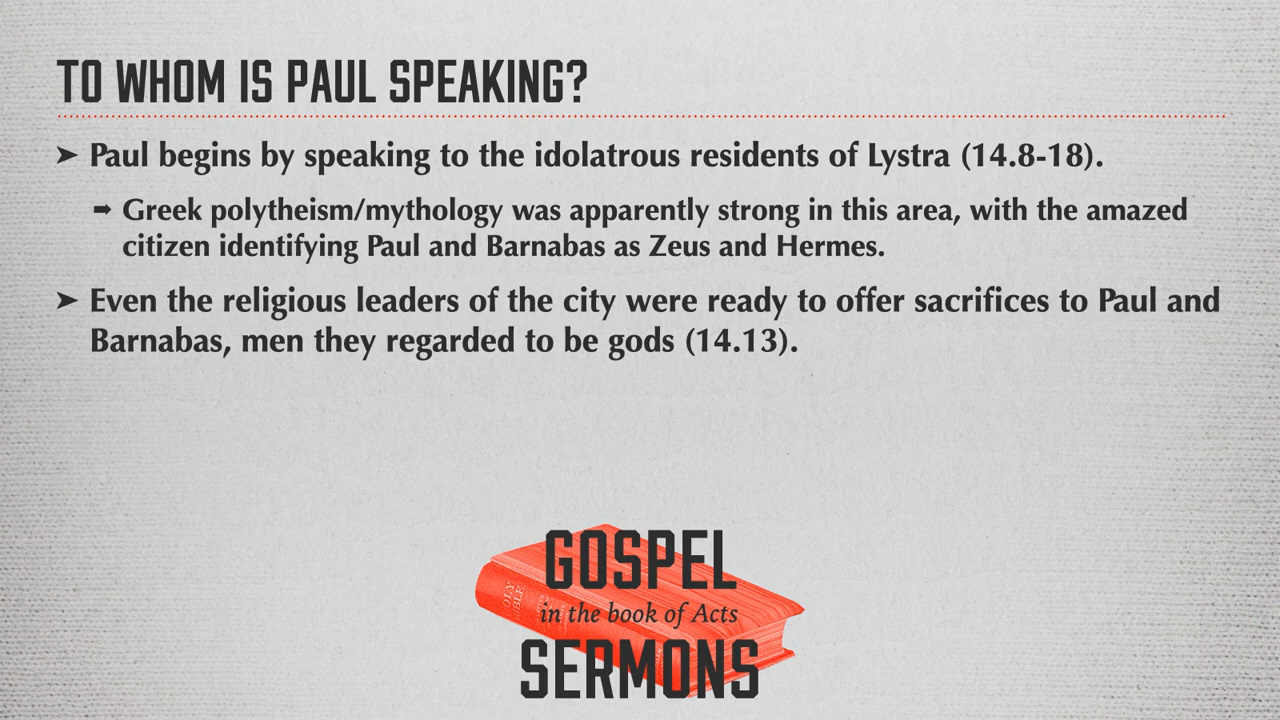 TO WHOM IS PAUL SPEAKING?
➤ Paul begins by speaking to the idolatrous residents of Lystra (14.8-18).
➡ Greek polytheism/mythology was apparently strong in this area, with the amazed
citizen identifying Paul and Barnabas as Zeus and Hermes.
➤ Even the religious leaders of the city were ready to offer sacrifices to Paul and
Barnabas, men they regarded to be gods (14.13).
GOSPEL
in the book of Acts
SERMONS
HOLY
BIBLE